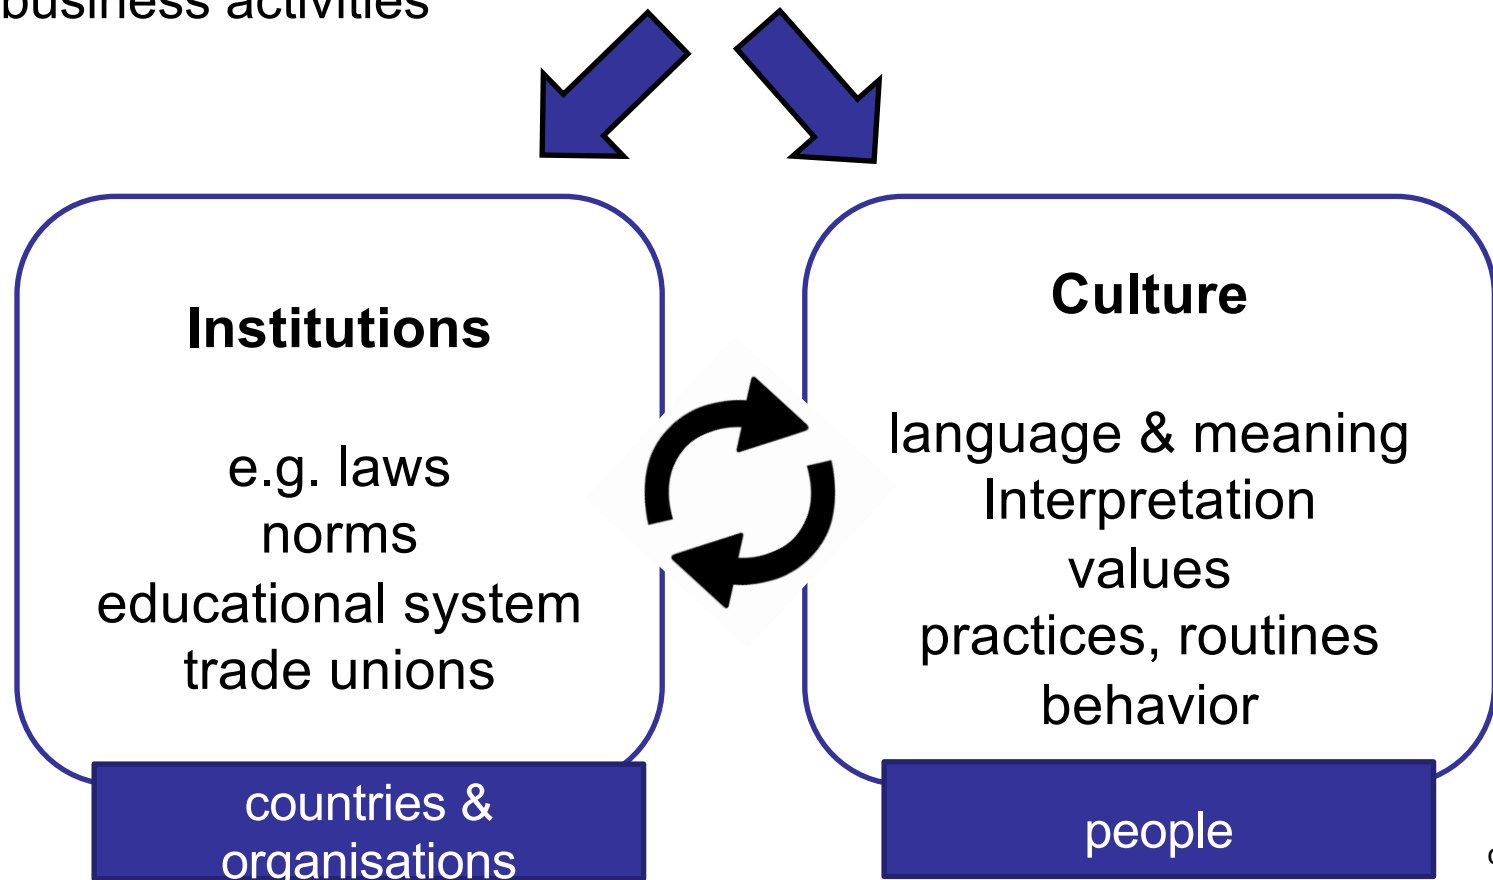 business activities
Institutions
e.g. laws
norms
educational system
trade unions
countries &
organisations
Culture
language & meaning
Interpretation
values
practices, routines
behavior
people